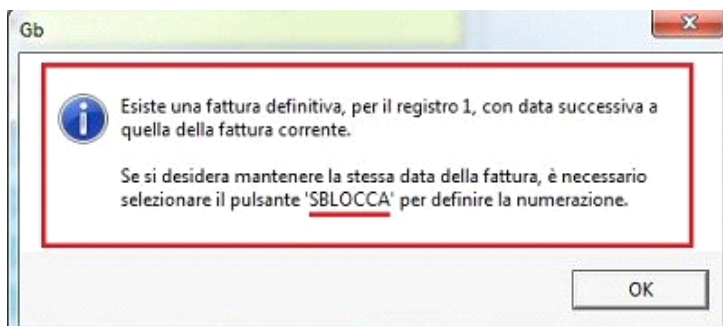 Gb
Esiste una fattura definitiva, per il registro 1, con data successiva a
quella della fattura corrente.
Se si desidera mantenere la stessa data della fattura, è necessario
selezionare il pulsante 'SBLOCCA' per definire la numerazione.
OK